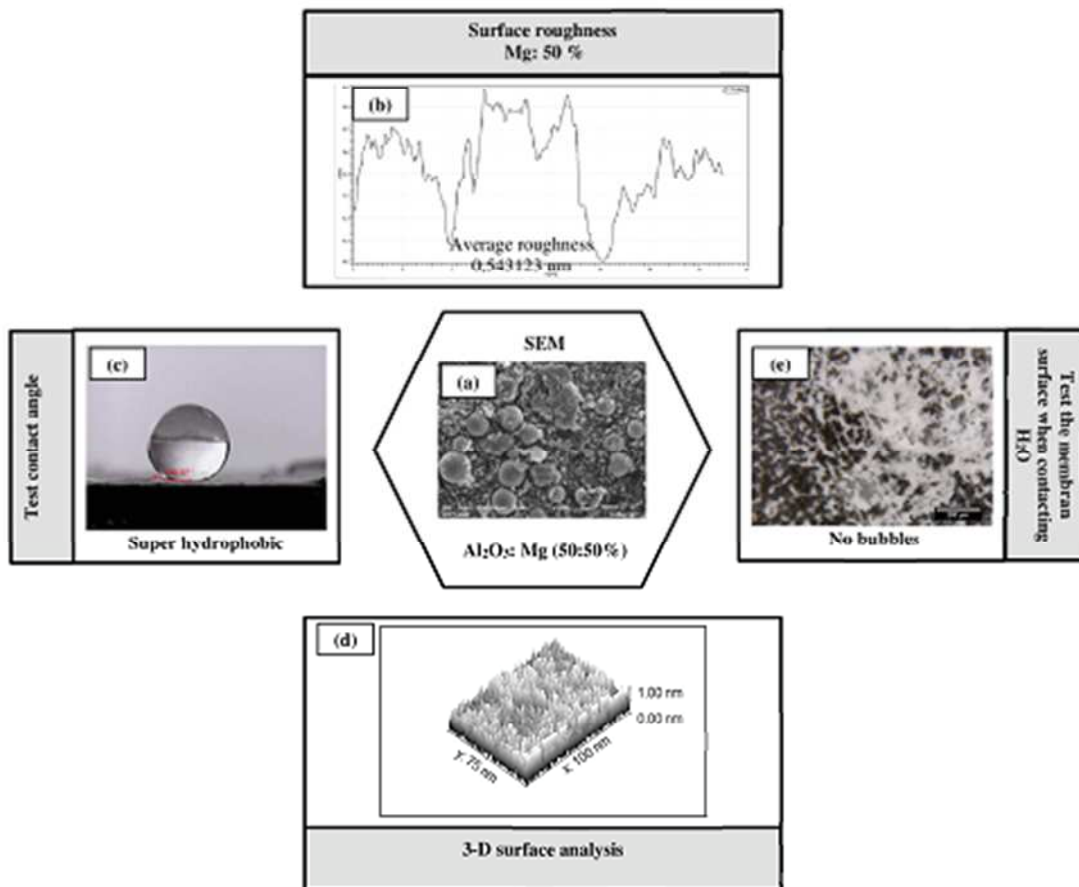 Surface roughness
Mg: 50 %
(b)
Average roughness
0.543123 nm
Test contact angle
(c)
Super hydrophobic
SEM
(a)
Al₂O₃: Mg (50:50%)
(e)
No bubbles
Test the membran
surface when contacting
H₂O
(d)
1.00 nm
0.00 nm
y: 75 nm
x: 100 nm
3-D surface analysis